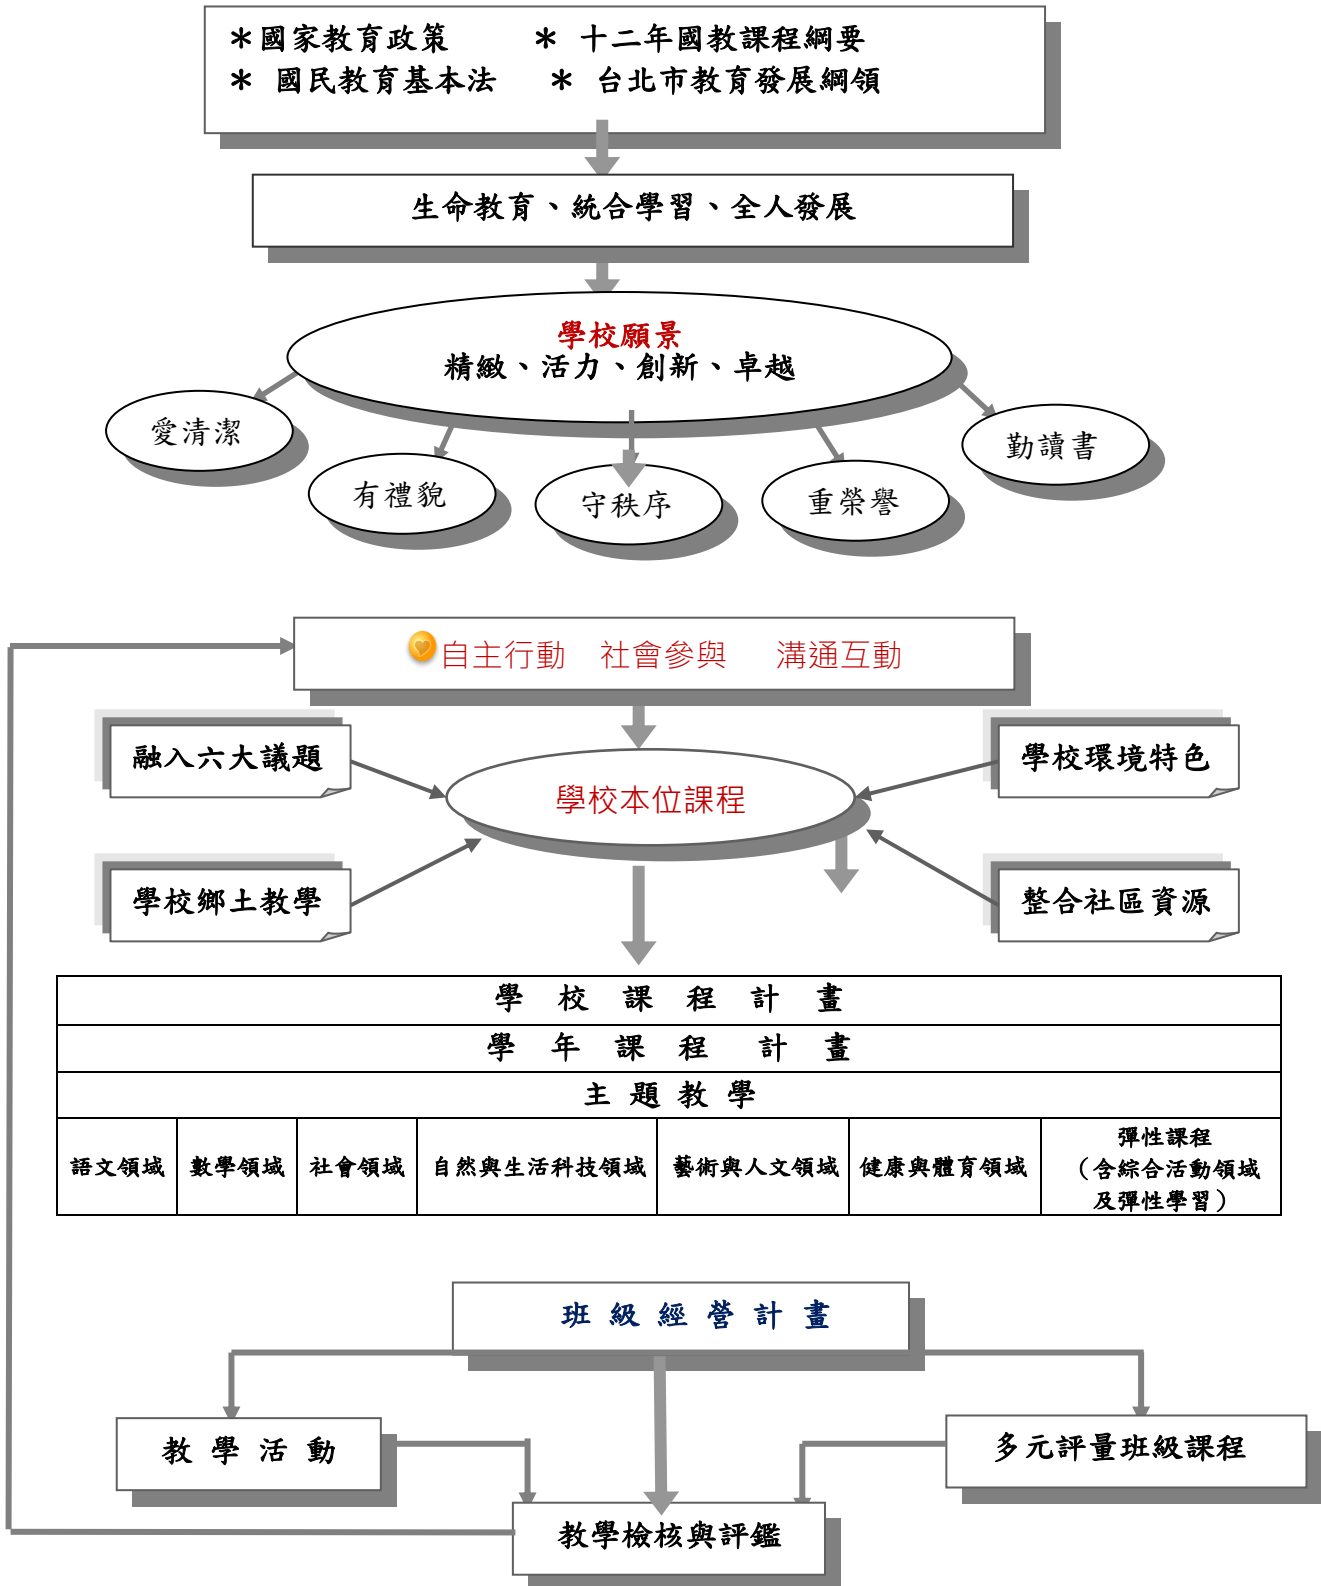 ＊國家教育政策 ＊ 十二年國教課程綱要
＊ 國民教育基本法 ＊ 台北市教育發展綱領
生命教育、統合學習、全人發展
學校願景
精緻、活力、創新、卓越
愛清潔
有禮貌
守秩序
重榮譽
勤讀書
自主行動 社會參與 溝通互動
融入六大議題
學校環境特色
學校本位課程
學校鄉土教學
整合社區資源
學 校 課 程 計 畫
學 年 課 程 計 畫
主 題 教 學
語文領域
數學領域
社會領域
自然與生活科技領域
藝術與人文領域
健康與體育領域
彈性課程
（含綜合活動領域
及彈性學習）
班 級 經 營 計 畫
教 學 活 動
多元評量班級課程
教學檢核與評鑑